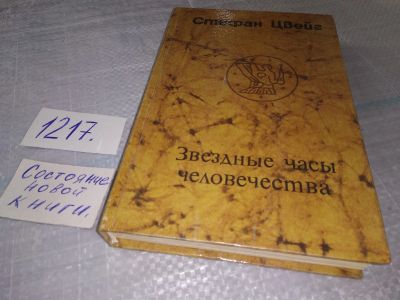 Стефан Цвейг
Звездные часы
человечества
1217.
Состояние
новой
книги.